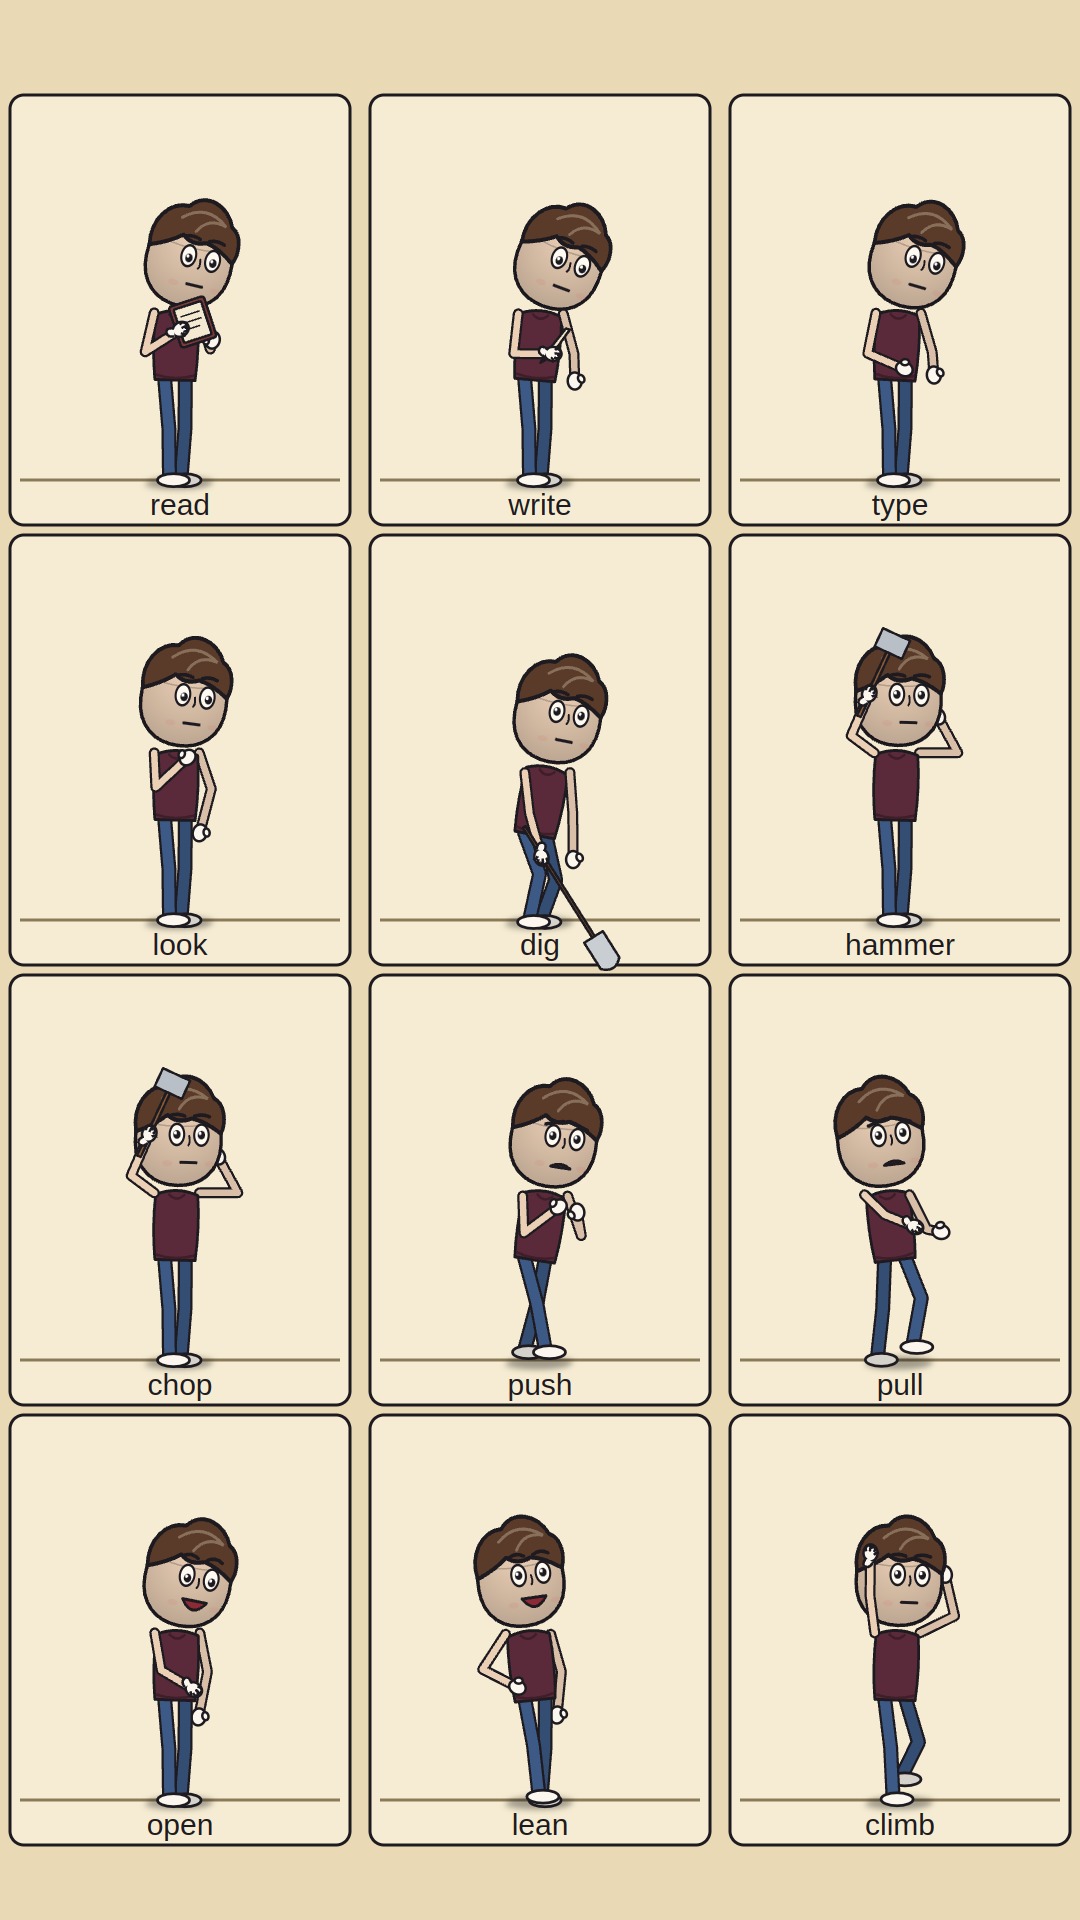 read
write
type
look
dig
hammer
chop
push
pull
open
lean
climb